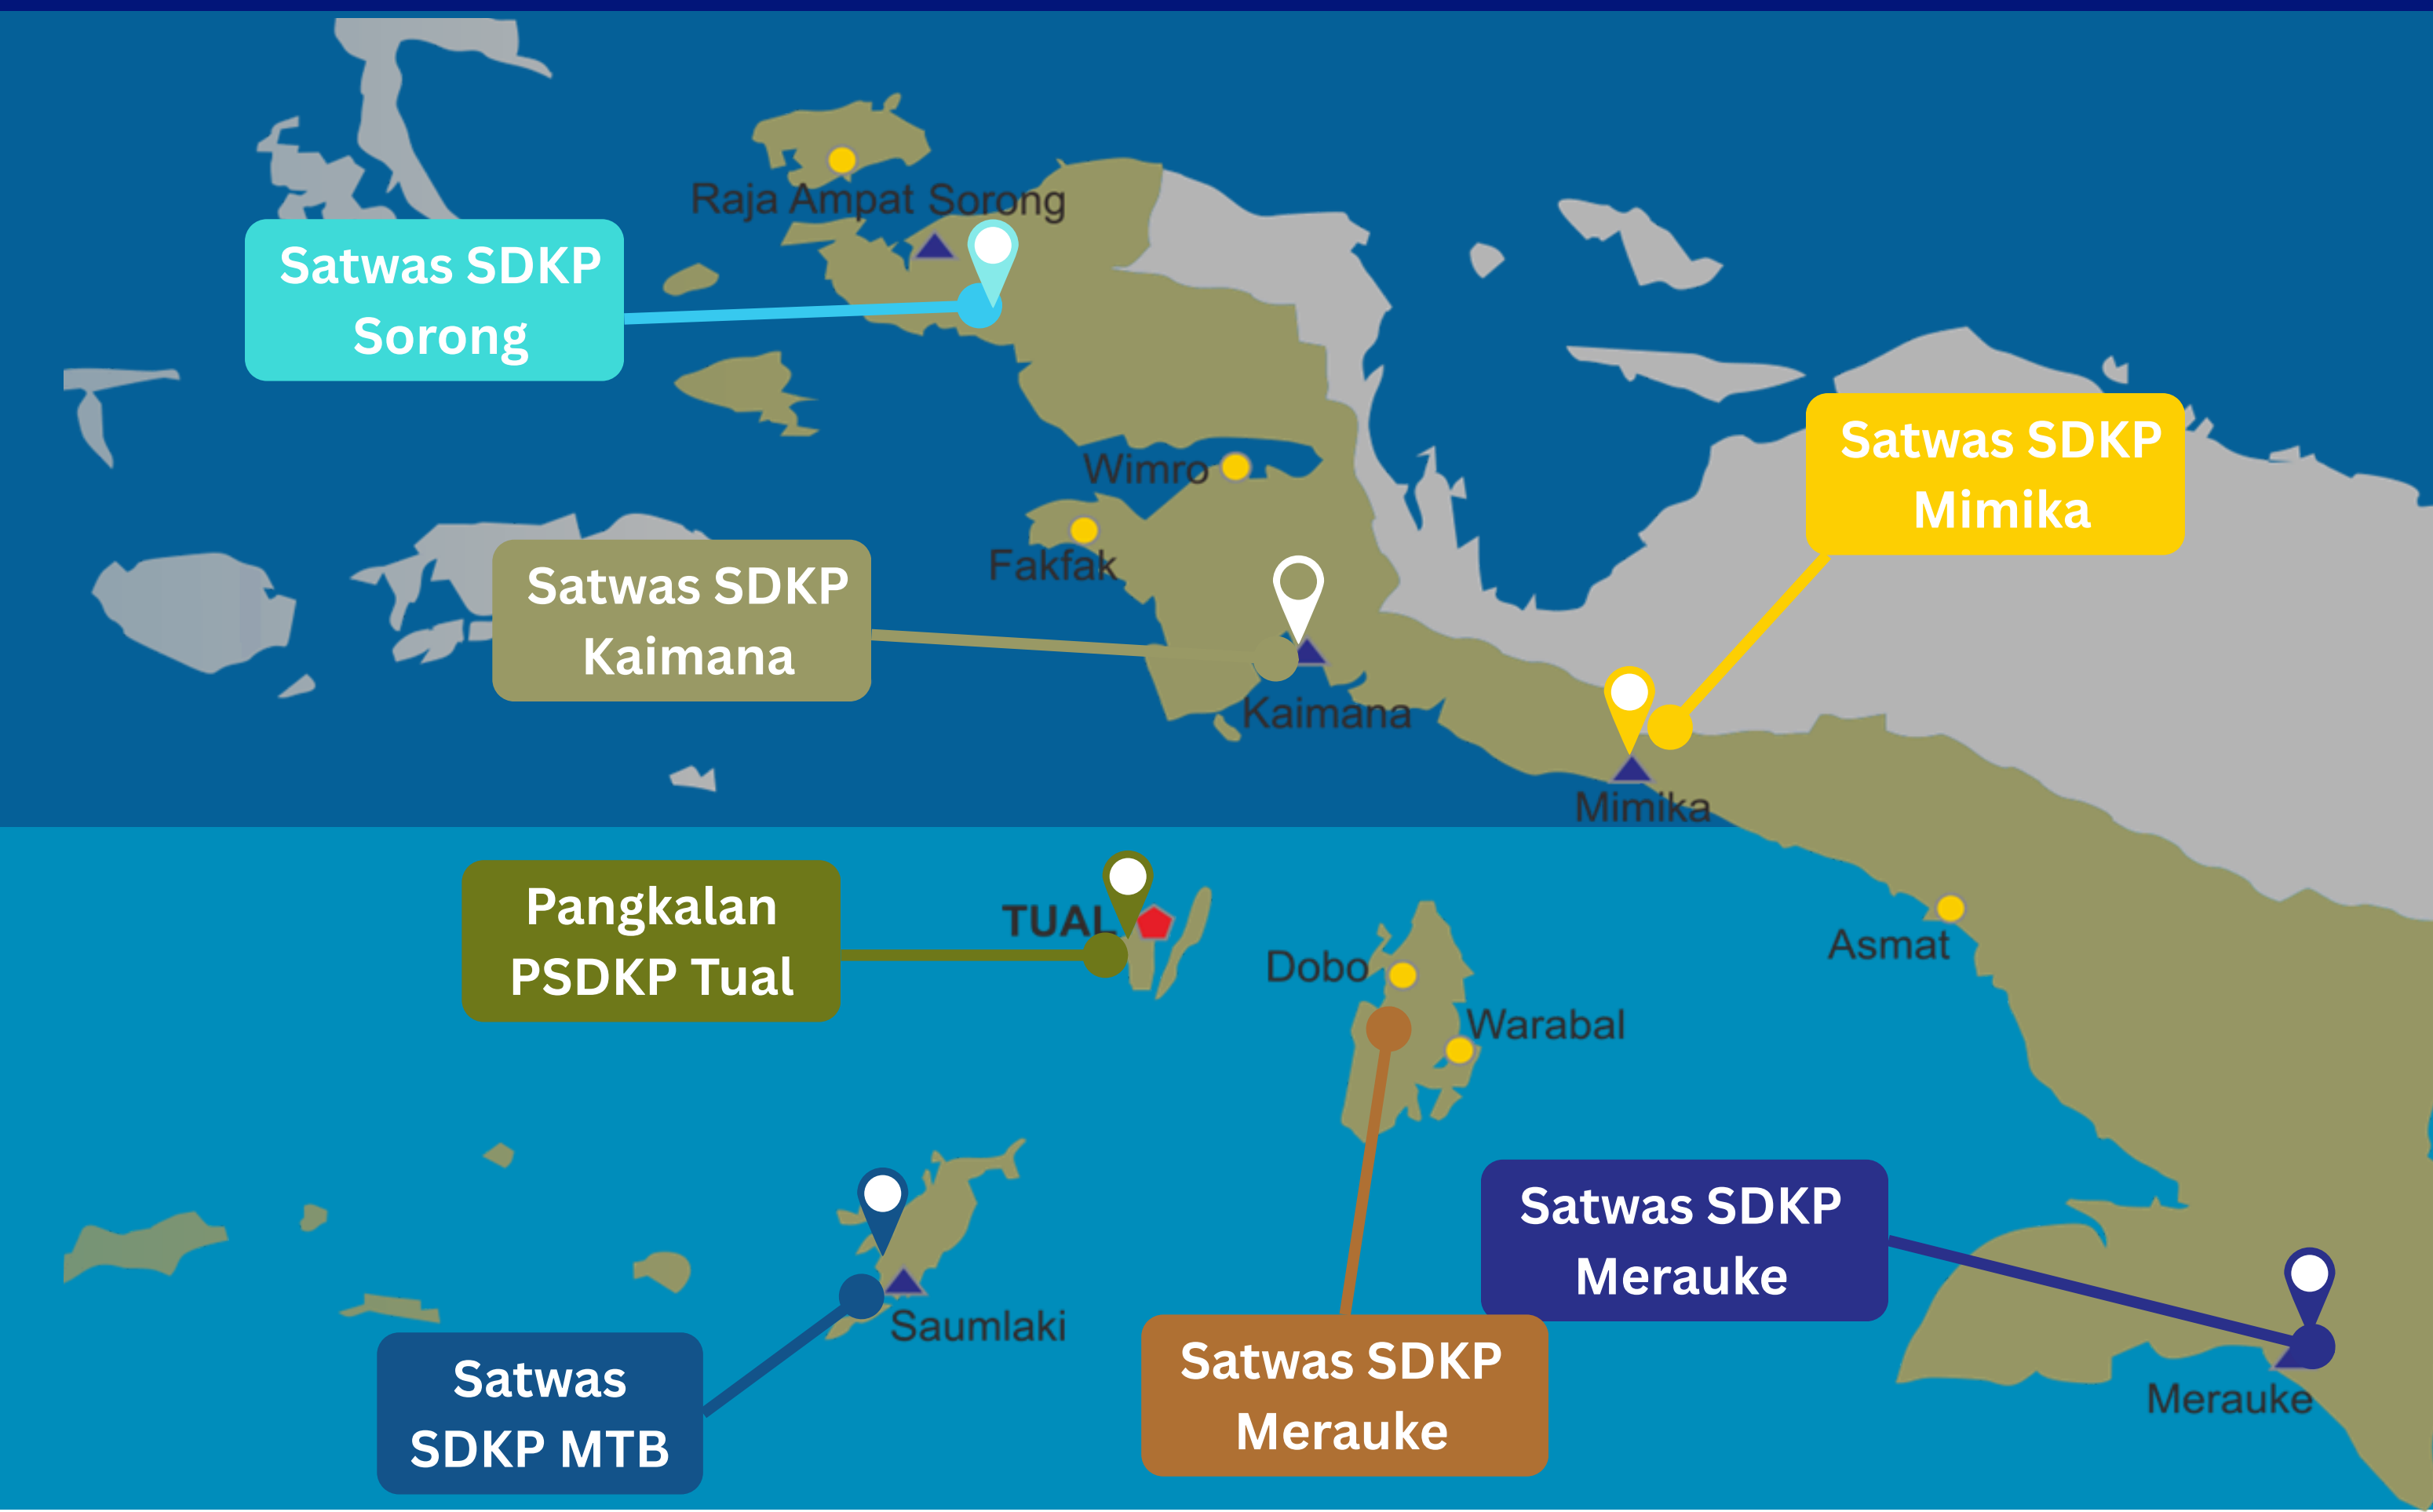 Raja Ampat
Sorong
Satwas SDKP
Sorong
Satwas SDKP
Mimika
Wimro
Fakfak
Satwas SDKP
Kaimana
Kaimana
Mimika
Pangkalan
PSDKP Tual
TUAL
Dobo
Asmat
Warabal
Satwas SDKP
Merauke
Saumlaki
Satwas
SDKP MTB
Satwas SDKP
Merauke
Merauke